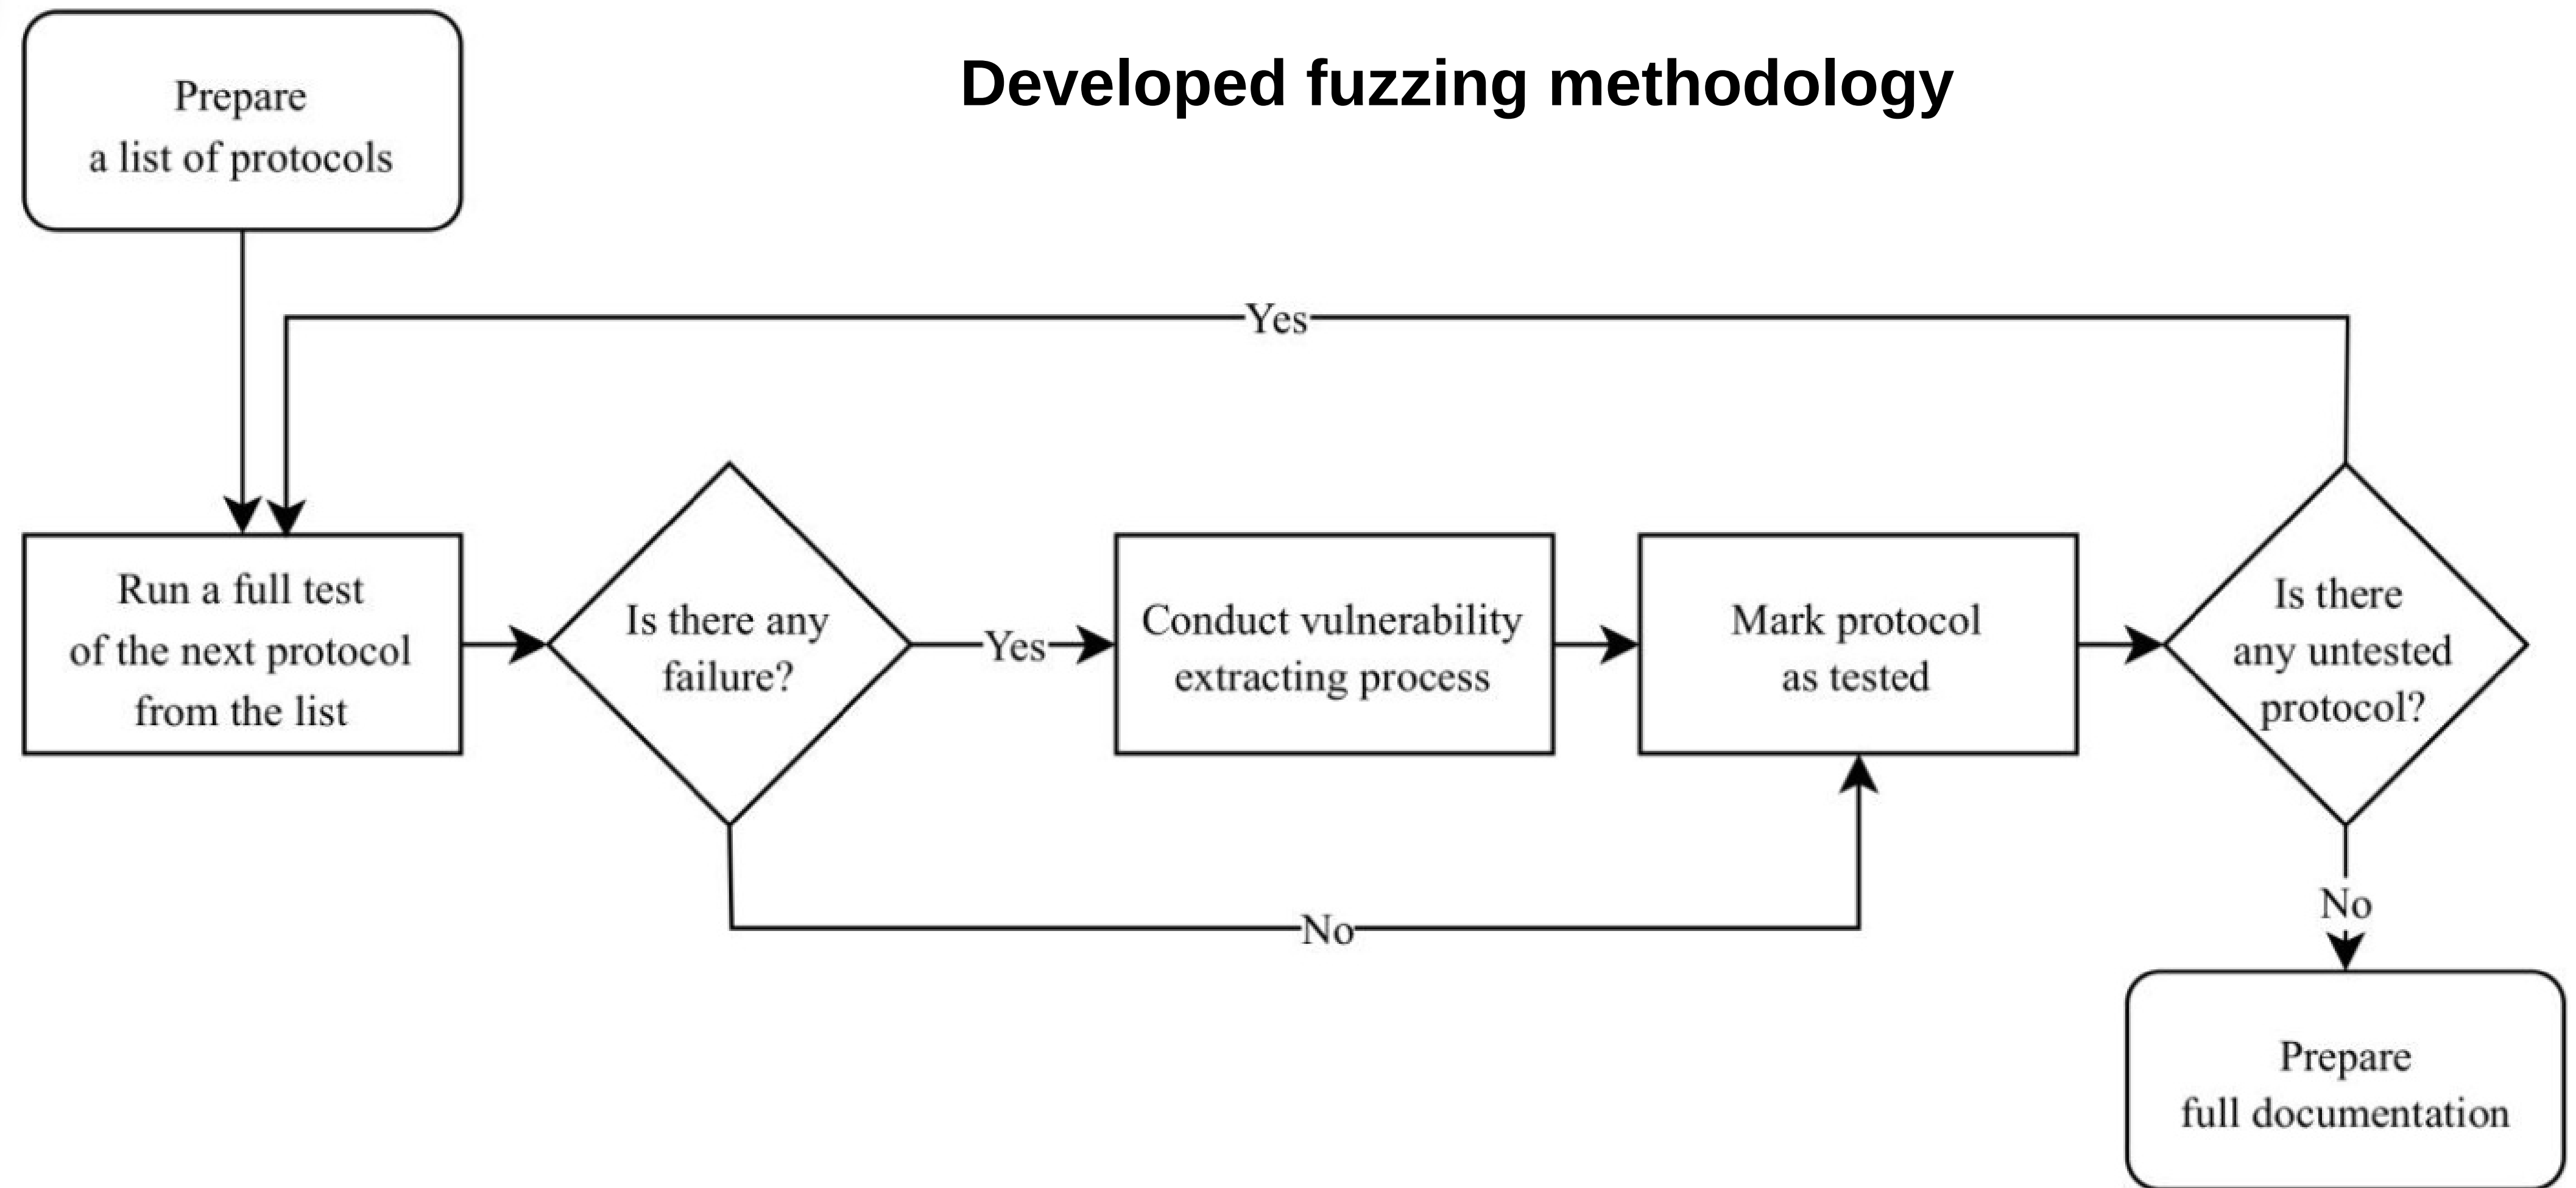 Developed fuzzing methodology
Prepare
a list of protocols
Yes
Run a full test
of the next protocol
from the list
Is there any
failure?
Yes
Conduct vulnerability
extracting process
Mark protocol
as tested
Is there
any untested
protocol?
No
No
Prepare
full documentation